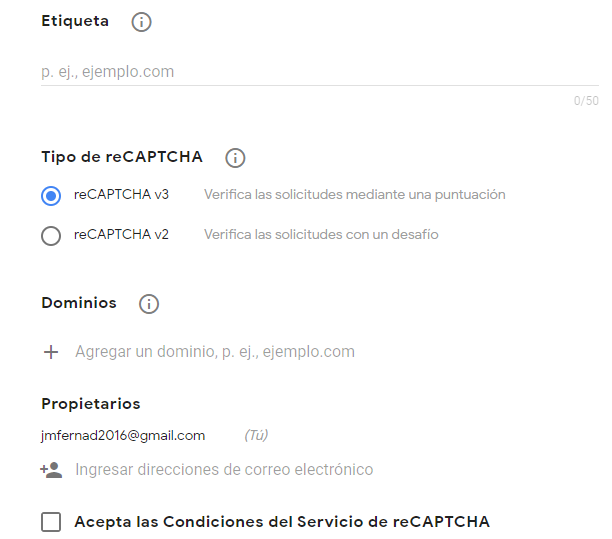 Etiqueta
p. ej., ejemplo.com
0/50
Tipo de reCAPTCHA
reCAPTCHA v3 Verifica las solicitudes mediante una puntuación
reCAPTCHA v2 Verifica las solicitudes con un desafío
Dominios
Agregar un dominio, p. ej., ejemplo.com
Propietarios
jmfernad2016@gmail.com (Tú)
Ingresar direcciones de correo electrónico
Acepta las Condiciones del Servicio de reCAPTCHA